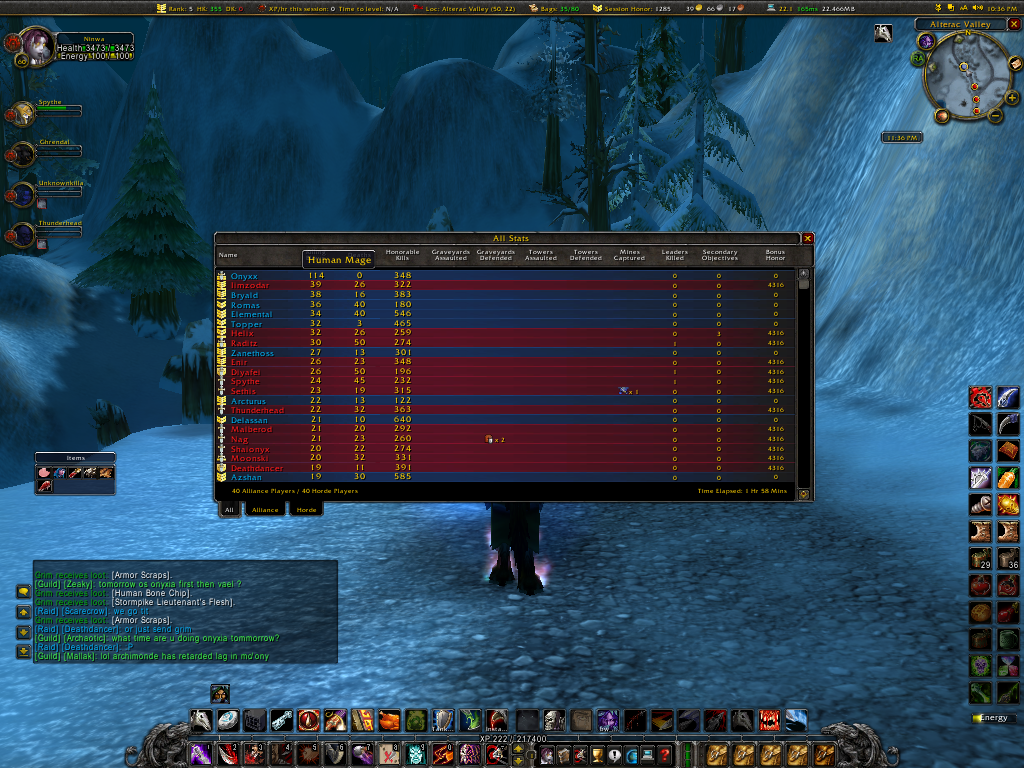 Rank: 5 HK: 355 DK: 0 XP/hr this session: 0 Time to level: N/A Loc: Alterac Valley (50, 22) Bags: 35/80 Session Honor: 1285 39 66 17 22.1 165ms 22.466MB 10:36 PM
Alterac Valley
Ninwa
Health 3473 / 3473
Energy 100 / 100
60
N
RA
11:36 PM
Spythe
Ghrendal
Unknownkilla
Thunderhead
All Stats
Name Human Mage Honorable Kills Graveyards Assaulted Graveyards Defended Towers Assaulted Towers Defended Mines Captured Leaders Killed Secondary Objectives Bonus Honor
Onyxx 114 0 348 0 0 0
limzodar 39 26 322 0 0 4316
Bryald 38 16 383 0 0 0
Romas 36 40 180 0 0 0
Elemental 34 40 546 0 0 0
Topper 32 3 465 0 0 0
Helix 32 26 259 0 3 4316
Raditz 30 50 274 1 0 4316
Zanethoss 27 13 301 0 0 0
Enir 26 23 348 0 0 4316
Diyafei 26 50 196 1 0 4316
Spythe 24 45 232 1 0 4316
Sethis 23 19 315 x 1 0 0 4316
Arcturus 22 13 122 0 0 0
Thunderhead 22 32 363 0 0 4316
Delassan 21 10 640 0 0 0
Malberod 21 20 292 0 0 4316
Nag 21 23 260 x 2 0 0 4316
Shaionyx 20 22 274 0 0 4316
Moonski 20 32 331 0 0 4316
Deathdancer 19 11 391 0 0 4316
Azshan 19 30 585 0 0 0
40 Alliance Players / 40 Horde Players Time Elapsed: 1 Hr 58 Mins
All Alliance Horde
Items
Grim receives loot: [Armor Scraps].
[Guild] [Zeaky]: tomorrow os onyxia first then vael ?
Grim receives loot: [Human Bone Chip].
Grim receives loot: [Stormpike Lieutenant's Flesh].
[Raid] [Scarecrow]: we go tit
Grim receives loot: [Armor Scraps].
[Raid] [Deathdancer]: or just send grim
[Guild] [Archaotic]: what time are u doing onyxia tommorrow?
[Raid] [Deathdancer]: :P
[Guild] [Mallak]: lol archimonde has retarded lag in mc/ony
29 36
Energy
XP 222 / 217400